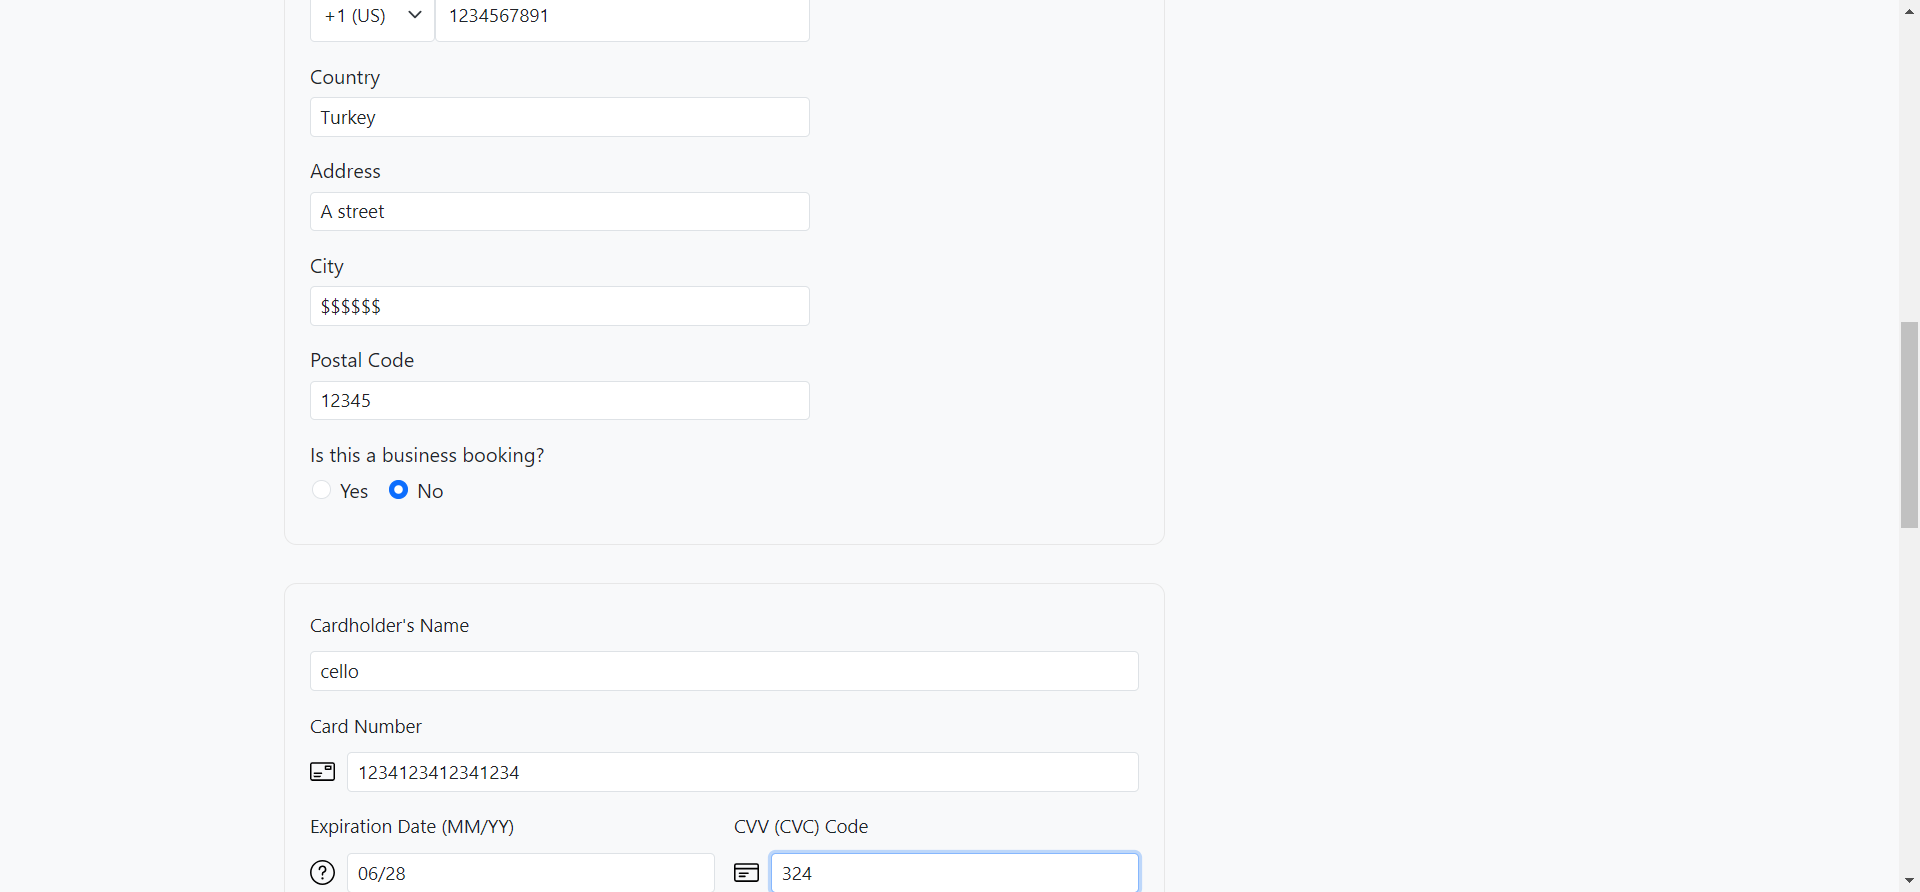 +1 (US) 1234567891
Country
Turkey
Address
A street
City
$$$$$$
Postal Code
12345
Is this a business booking?
Yes No
Cardholder's Name
cello
Card Number
1234123412341234
Expiration Date (MM/YY) CVV (CVC) Code
06/28 324